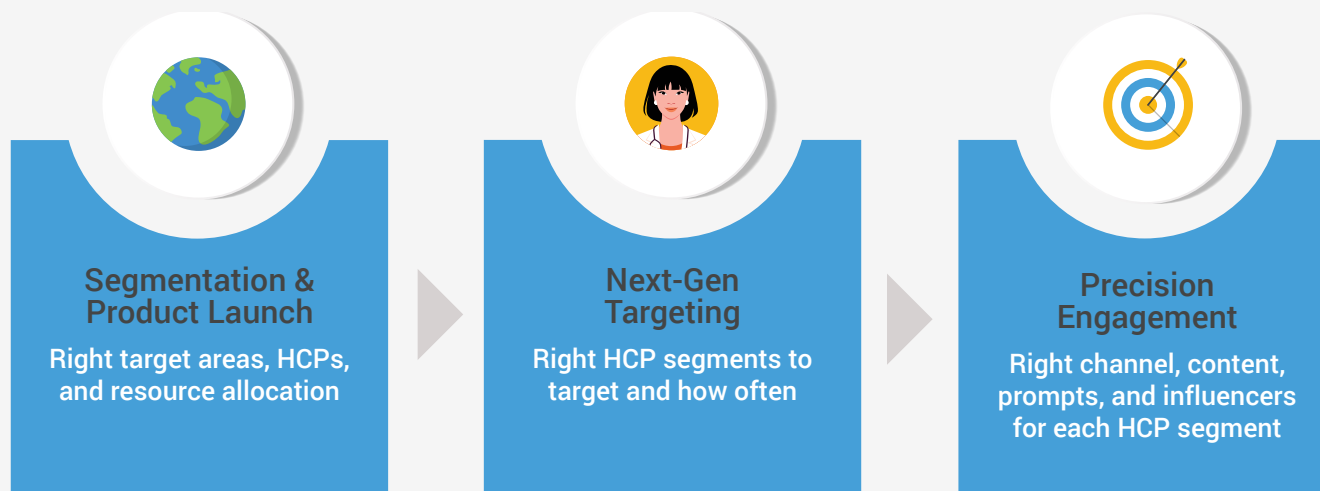 Segmentation &
Product Launch
Right target areas, HCPs,
and resource allocation
Next-Gen
Targeting
Right HCP segments to
target and how often
Precision
Engagement
Right channel, content,
prompts, and influencers
for each HCP segment